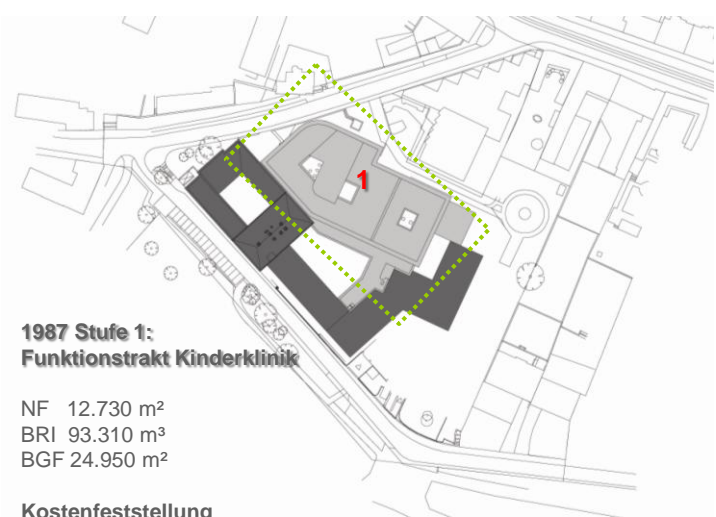 1
1987 Stufe 1:
Funktionstrakt Kinderklinik
NF 12.730 m²
BRI 93.310 m³
BGF 24.950 m²
Kostenfeststellung